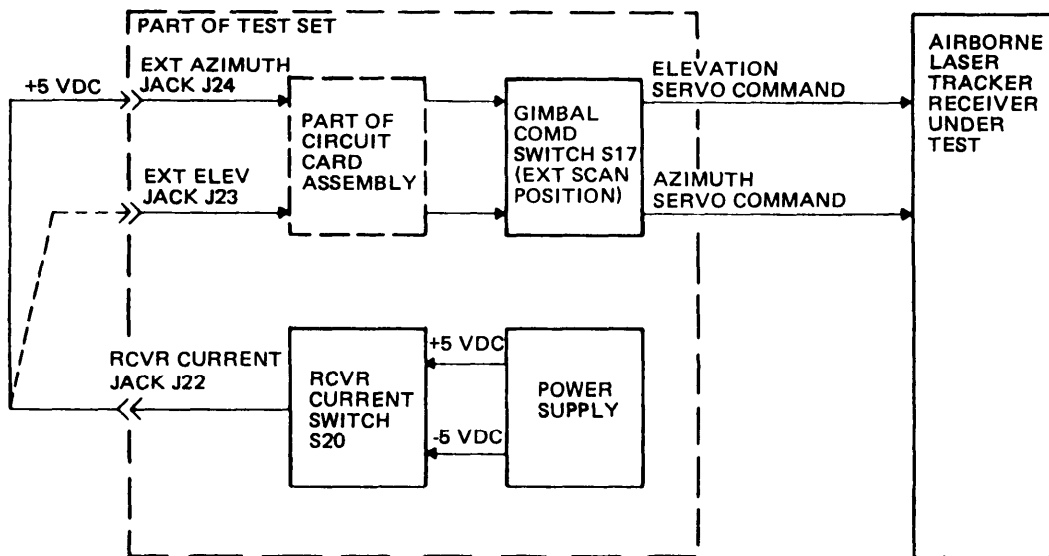 PART OF TEST SET
EXT AZIMUTH
JACK J24
+5 VDC
PART OF
CIRCUIT
CARD
ASSEMBLY
GIMBAL
COMD
SWITCH S17
(EXT SCAN
POSITION)
ELEVATION
SERVO COMMAND
AIRBORNE
LASER
TRACKER
RECEIVER
UNDER
TEST
EXT ELEV
JACK J23
AZIMUTH
SERVO COMMAND
RCVR CURRENT
JACK J22
RCVR
CURRENT
SWITCH
S20
+5 VDC
-5 VDC
POWER
SUPPLY